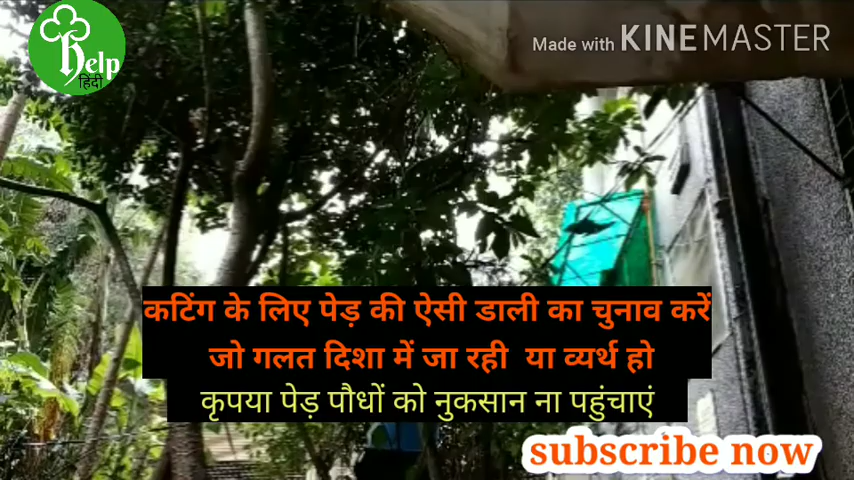 Help
हिंदी
Made with KINEMASTER
कटिंग के लिए पेड़ की ऐसी डाली का चुनाव करें
जो गलत दिशा में जा रही या व्यर्थ हो
कृपया पेड़ पौधों को नुकसान ना पहुंचाएं
subscribe now